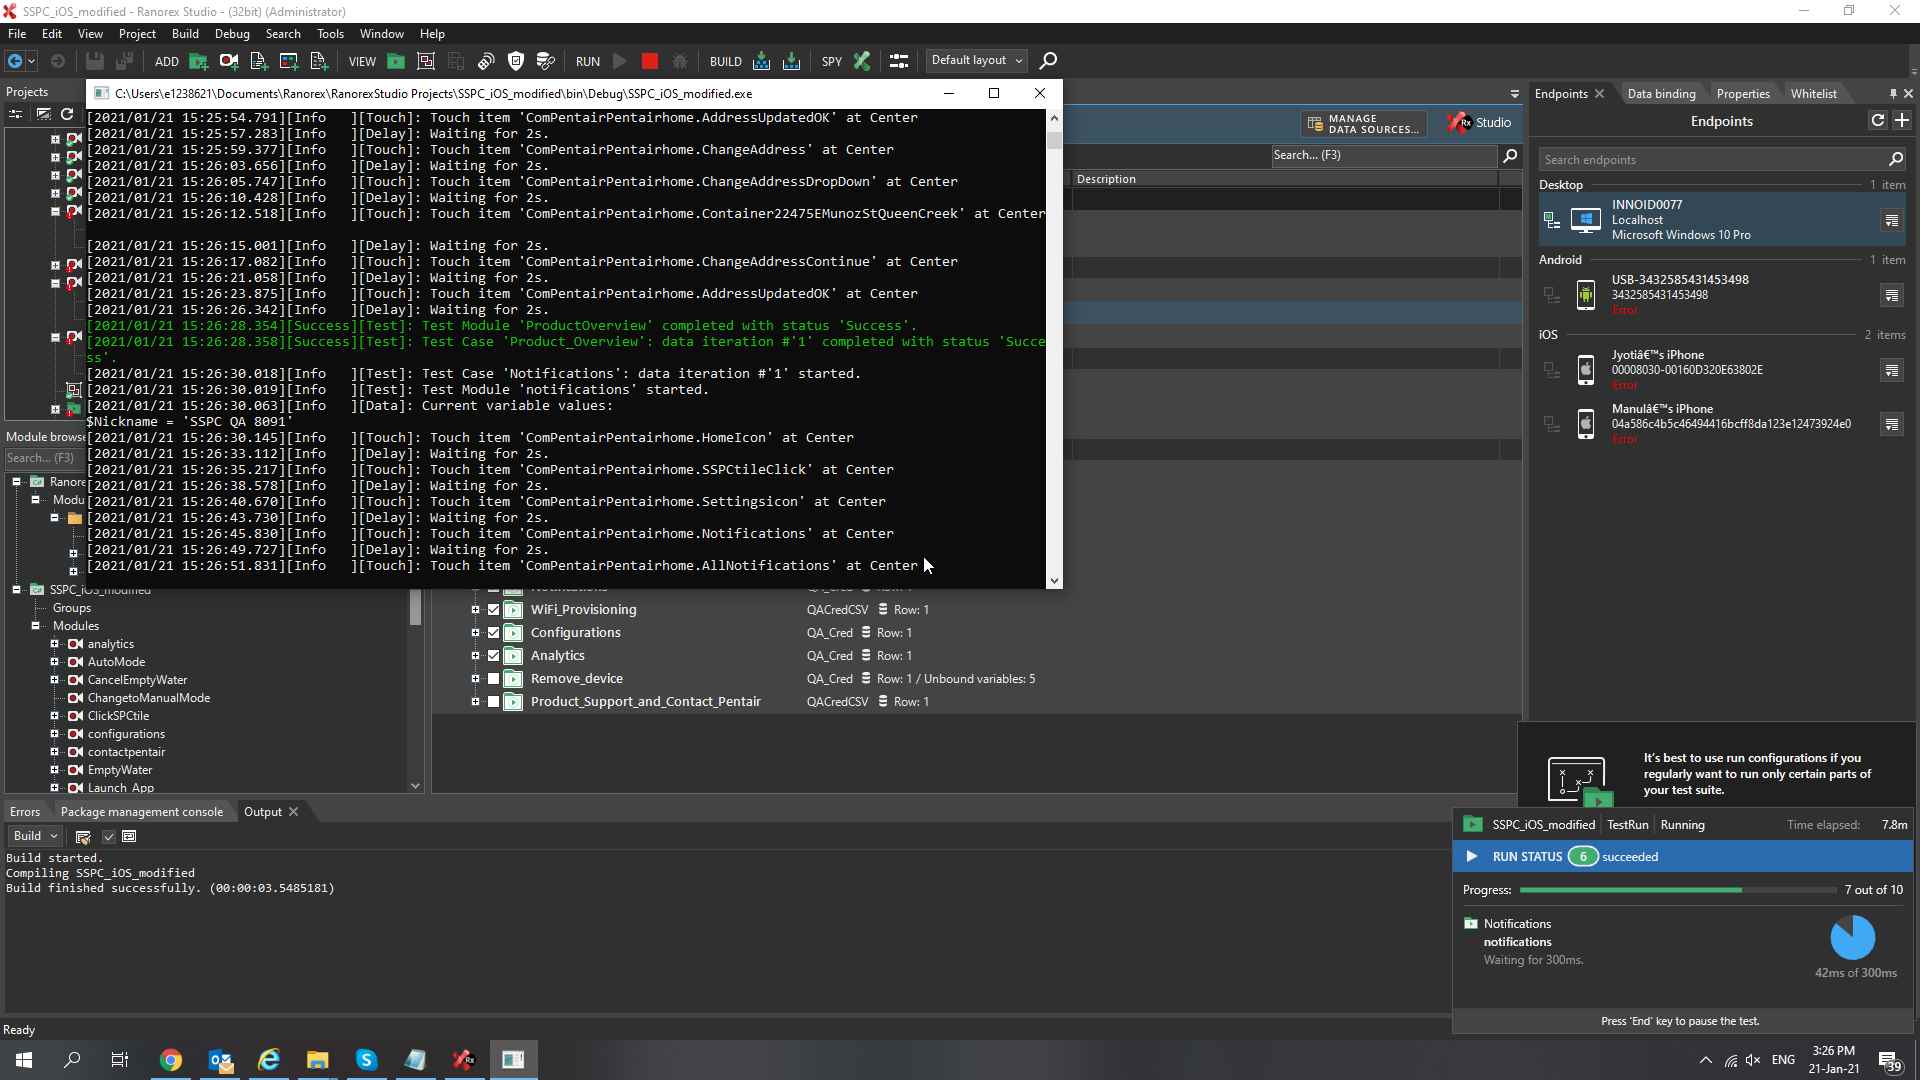 SSPC_iOS_modified - Ranorex Studio - (32bit) (Administrator)
File Edit View Project Build Debug Search Tools Window Help
ADD VIEW RUN BUILD SPY Default layout
Projects
C:\Users\e1238621\Documents\Ranorex\RanorexStudio Projects\SSPC_iOS_modified\bin\Debug\SSPC_iOS_modified.exe
[2021/01/21 15:25:54.791][Info ][Touch]: Touch item 'ComPentairPentairhome.AddressUpdatedOK' at Center
[2021/01/21 15:25:57.283][Info ][Delay]: Waiting for 2s.
[2021/01/21 15:25:59.377][Info ][Touch]: Touch item 'ComPentairPentairhome.ChangeAddress' at Center
[2021/01/21 15:26:03.656][Info ][Delay]: Waiting for 2s.
[2021/01/21 15:26:05.747][Info ][Touch]: Touch item 'ComPentairPentairhome.ChangeAddressDropDown' at Center
[2021/01/21 15:26:10.428][Info ][Delay]: Waiting for 2s.
[2021/01/21 15:26:12.518][Info ][Touch]: Touch item 'ComPentairPentairhome.Container22475EMunozStQueenCreek' at Center
[2021/01/21 15:26:15.001][Info ][Delay]: Waiting for 2s.
[2021/01/21 15:26:17.082][Info ][Touch]: Touch item 'ComPentairPentairhome.ChangeAddressContinue' at Center
[2021/01/21 15:26:21.058][Info ][Delay]: Waiting for 2s.
[2021/01/21 15:26:23.875][Info ][Touch]: Touch item 'ComPentairPentairhome.AddressUpdatedOK' at Center
[2021/01/21 15:26:26.342][Info ][Delay]: Waiting for 2s.
[2021/01/21 15:26:28.354][Success][Test]: Test Module 'ProductOverview' completed with status 'Success'.
[2021/01/21 15:26:28.358][Success][Test]: Test Case 'Product_Overview': data iteration #'1' completed with status 'Succe
ss'.
[2021/01/21 15:26:30.018][Info ][Test]: Test Case 'Notifications': data iteration #'1' started.
[2021/01/21 15:26:30.019][Info ][Test]: Test Module 'notifications' started.
[2021/01/21 15:26:30.063][Info ][Data]: Current variable values:
$Nickname = 'SSPC QA 8091'
[2021/01/21 15:26:30.145][Info ][Touch]: Touch item 'ComPentairPentairhome.HomeIcon' at Center
[2021/01/21 15:26:33.112][Info ][Delay]: Waiting for 2s.
[2021/01/21 15:26:35.217][Info ][Touch]: Touch item 'ComPentairPentairhome.SSPCtileClick' at Center
[2021/01/21 15:26:38.578][Info ][Delay]: Waiting for 2s.
[2021/01/21 15:26:40.670][Info ][Touch]: Touch item 'ComPentairPentairhome.Settingsicon' at Center
[2021/01/21 15:26:43.730][Info ][Delay]: Waiting for 2s.
[2021/01/21 15:26:45.830][Info ][Touch]: Touch item 'ComPentairPentairhome.Notifications' at Center
[2021/01/21 15:26:49.727][Info ][Delay]: Waiting for 2s.
[2021/01/21 15:26:51.831][Info ][Touch]: Touch item 'ComPentairPentairhome.AllNotifications' at Center
MANAGE
DATA SOURCES...
Rx Studio
Search... (F3)
Description
Module browse
Search... (F3)
Ranore
Modu
SSPC_iOS_modified
Groups
Modules
analytics
AutoMode
CancelEmptyWater
ChangetoManualMode
ClickSPCtile
configurations
contactpentair
EmptyWater
Launch_App
WiFi_Provisioning QACredCSV Row: 1
Configurations QA_Cred Row: 1
Analytics QA_Cred Row: 1
Remove_device QA_Cred Row: 1 / Unbound variables: 5
Product_Support_and_Contact_Pentair QACredCSV Row: 1
Endpoints Data binding Properties Whitelist
Endpoints
Search endpoints
Desktop 1 item
INNOID0077
Localhost
Microsoft Windows 10 Pro
Android 1 item
USB-3432585431453498
3432585431453498
Error
iOS 2 items
Jyotiâ€™s iPhone
00008030-00160D320E63802E
Error
Manulâ€™s iPhone
04a586c4b5c46494416bcff8da123e12473924e0
Error
It's best to use run configurations if you
regularly want to run only certain parts of
your test suite.
SSPC_iOS_modified TestRun Running Time elapsed: 7.8m
RUN STATUS 6 succeeded
Progress: 7 out of 10
Notifications
notifications
Waiting for 300ms.
42ms of 300ms
Press 'End' key to pause the test.
Errors Package management console Output
Build
Build started.
Compiling SSPC_iOS_modified
Build finished successfully. (00:00:03.5485181)
Ready
ENG
3:26 PM
21-Jan-21
39